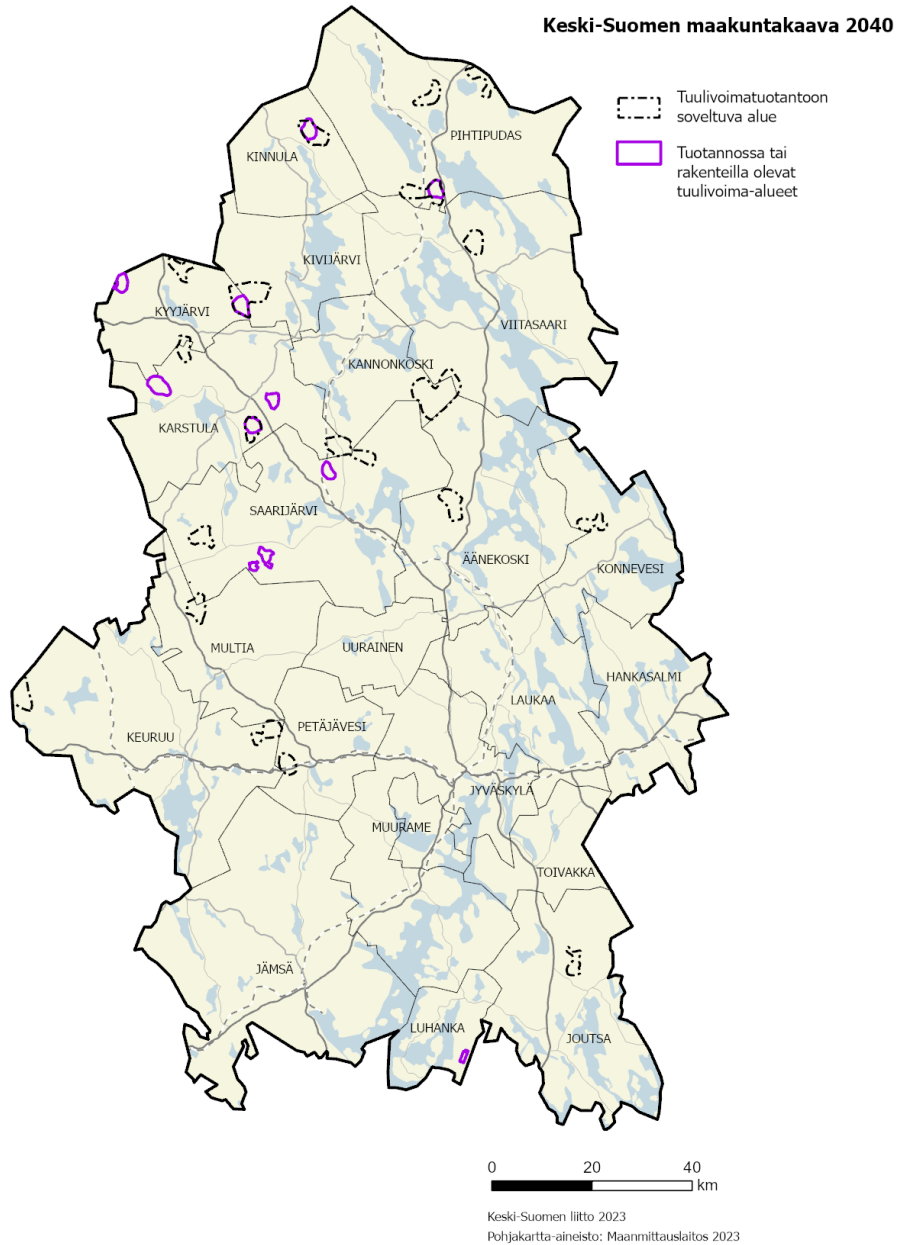 Keski-Suomen maakuntakaava 2040
Tuulivoimatuotantoon
soveltuva alue
Tuotannossa tai
rakenteilla olevat
tuulivoima-alueet
PIHTIPUDAS
KINNULA
KIVIJÄRVI
KYYJÄRVI
VIITASAARI
KANNONKOSKI
KARSTULA
SAARIJÄRVI
ÄÄNEKOSKI
KONNEVESI
MULTIA
UURAINEN
HANKASALMI
LAUKAA
PETÄJÄVESI
KEURUU
JYVÄSKYLÄ
MUURAME
TOIVAKKA
JÄMSÄ
LUHANKA
JOUTSA
0 20 40
km
Keski-Suomen liitto 2023
Pohjakartta-aineisto: Maanmittauslaitos 2023